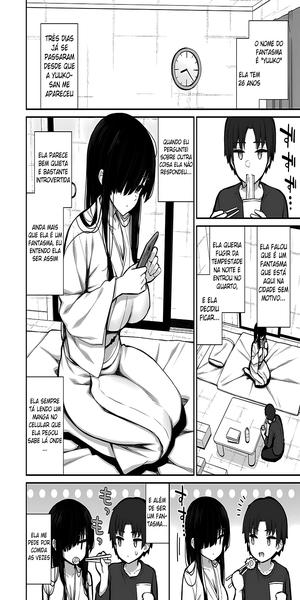 TRÊS DIAS
JÁ SE
PASSARAM
DESDE QUE
A YUUKO-
SAN ME
APARECEU
O NOME DO
FANTASMA
É "YUUKO"
ELA TEM
26 ANOS
QUANDO EU
PERGUNTEI
SOBRE OUTRA
COISA ELA NÃO
RESPONDEU...
ELA PARECE
BEM QUIETA
E BASTANTE
INTROVERTIDA
AINDA MAIS
QUE ELA É UM
FANTASMA, EU
ENTENDO ELA
SER ASSIM
ELA FALOU
QUE É UM
FANTASMA
QUE ESTÁ
AQUI NA
CIDADE SEM
MOTIVO...
ELA QUERIA
FUGIR DA
TEMPESTADE
NA NOITE E
ENTROU NO
QUARTO,
E ELA
DECIDIU
FICAR...
ELA SEMPRE
TÁ LENDO UM
MANGA NO
CELULAR QUE
ELA PEGOU
SABE LÁ ONDE
...
E ALÉM
DE SER
UM FAN-
TASMA...
ELA ME
PEDE POR
COMIDA
AS VEZES